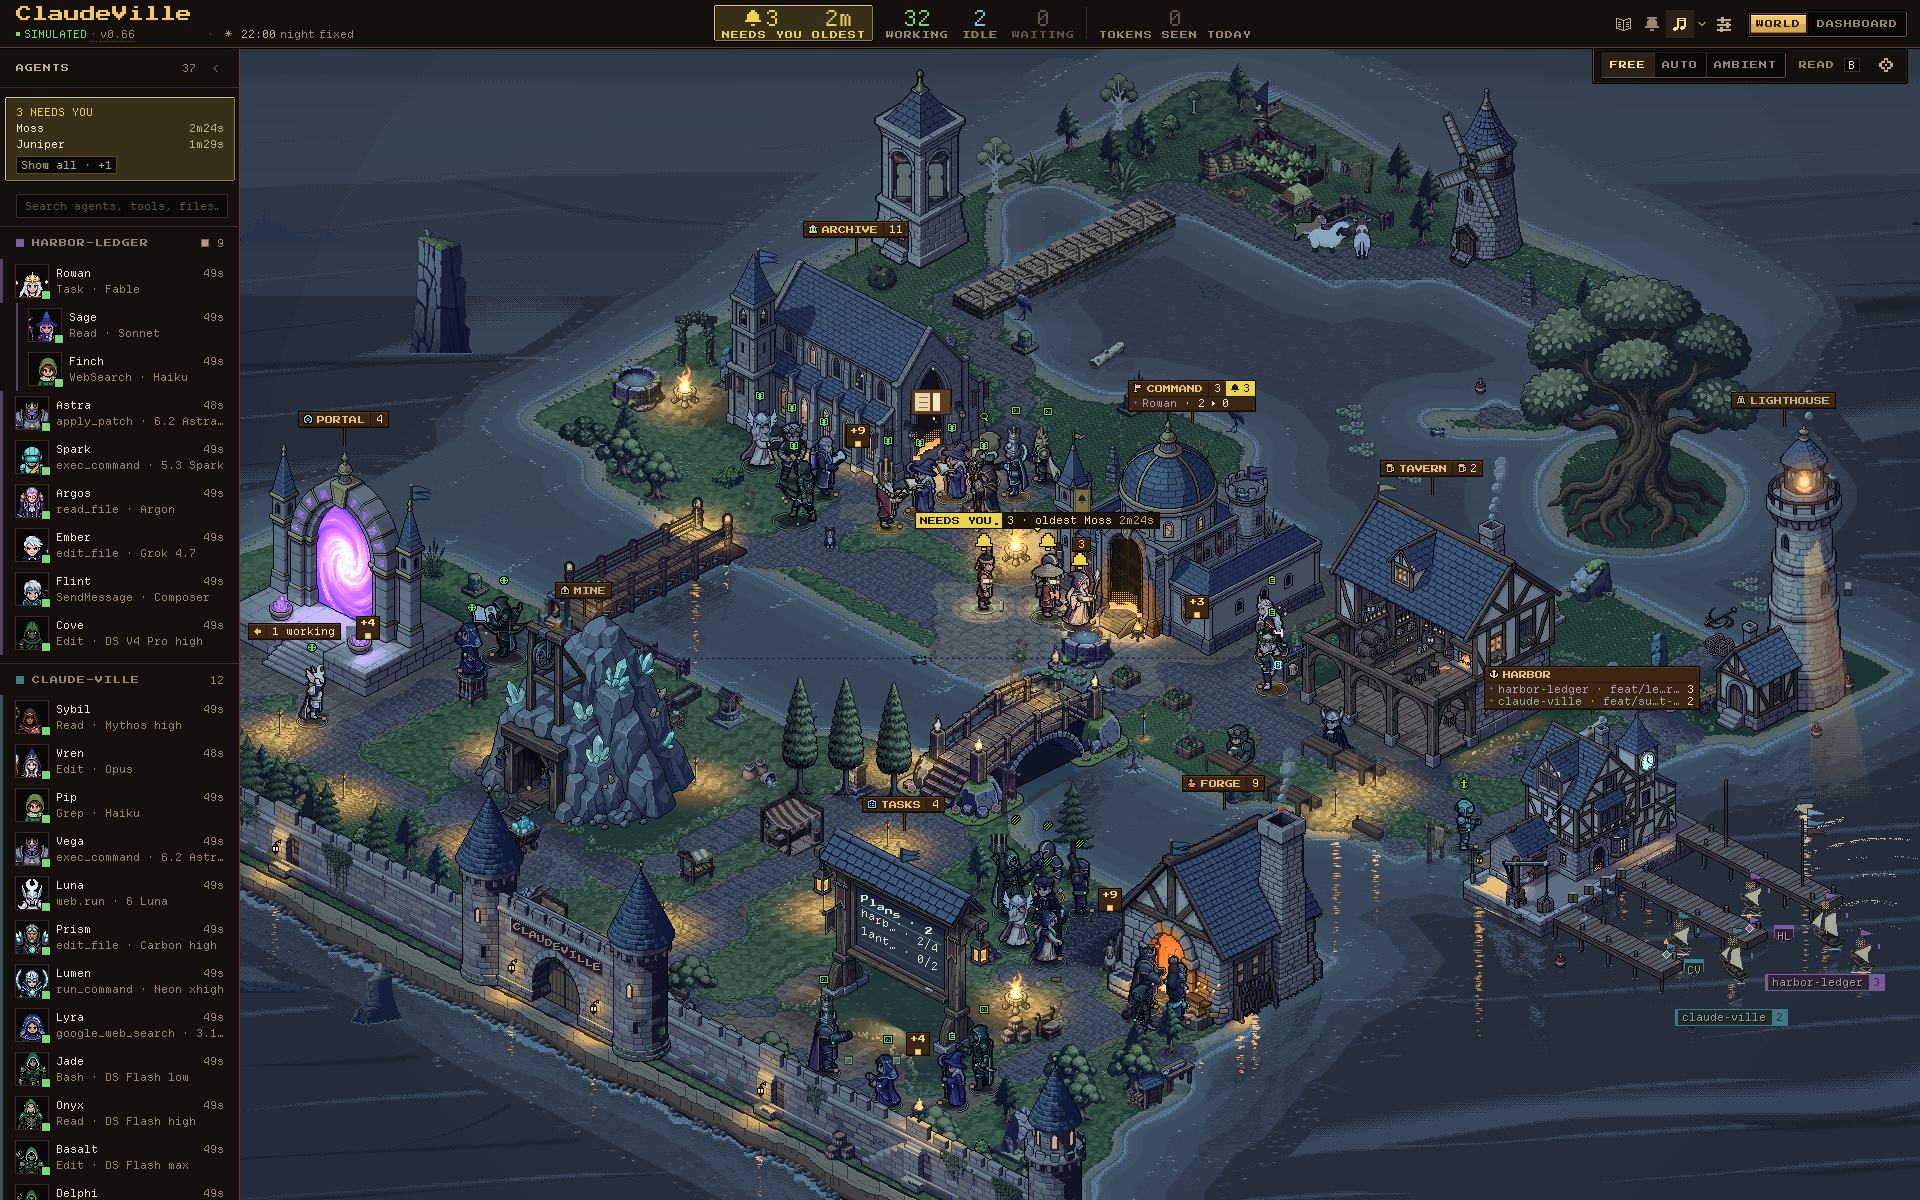 ClaudeVille
SIMULATED · v0.66
22:00 night fixed
3 2m
NEEDS YOU OLDEST
32 WORKING
2 IDLE
0 WAITING
0 TOKENS SEEN TODAY
WORLD
DASHBOARD
FREE
AUTO
AMBIENT
READ B
AGENTS 37
3 NEEDS YOU
Moss 2m24s
Juniper 1m29s
Show all · +1
Search agents, tools, files…
HARBOR-LEDGER 9
Rowan 49s
Task · Fable
Sage 49s
Read · Sonnet
Finch 49s
WebSearch · Haiku
Astra 48s
apply_patch · 6.2 Astra…
Spark 49s
exec_command · 5.3 Spark
Argos 49s
read_file · Argon
Ember 49s
edit_file · Grok 4.7
Flint 49s
SendMessage · Composer
Cove 49s
Edit · DS V4 Pro high
CLAUDE-VILLE 12
Sybil 49s
Read · Mythos high
Wren 48s
Edit · Opus
Pip 49s
Grep · Haiku
Vega 49s
exec_command · 6.2 Astr…
Luna 49s
web.run · 6 Luna
Prism 49s
edit_file · Carbon high
Lumen 49s
run_command · Neon xhigh
Lyra 49s
google_web_search · 3.1…
Jade 49s
Bash · DS Flash low
Onyx 49s
Read · DS Flash high
Basalt 49s
Edit · DS Flash max
Delphi 49s
ARCHIVE 11
COMMAND 3 3
Rowan · 2 ▸ 0
PORTAL 4
LIGHTHOUSE
TAVERN 2
+9
NEEDS YOU. 3 · oldest Moss 2m24s
3
MINE
+3
+4
← 1 working
HARBOR
harbor-ledger · feat/le…r… 3
claude-ville · feat/su…t-… 2
FORGE 9
TASKS 4
+9
Plans · 2
harb… · 2/4
lant… · 0/2
CLAUDEVILLE
+4
HL
CV
harbor-ledger 3
claude-ville 2